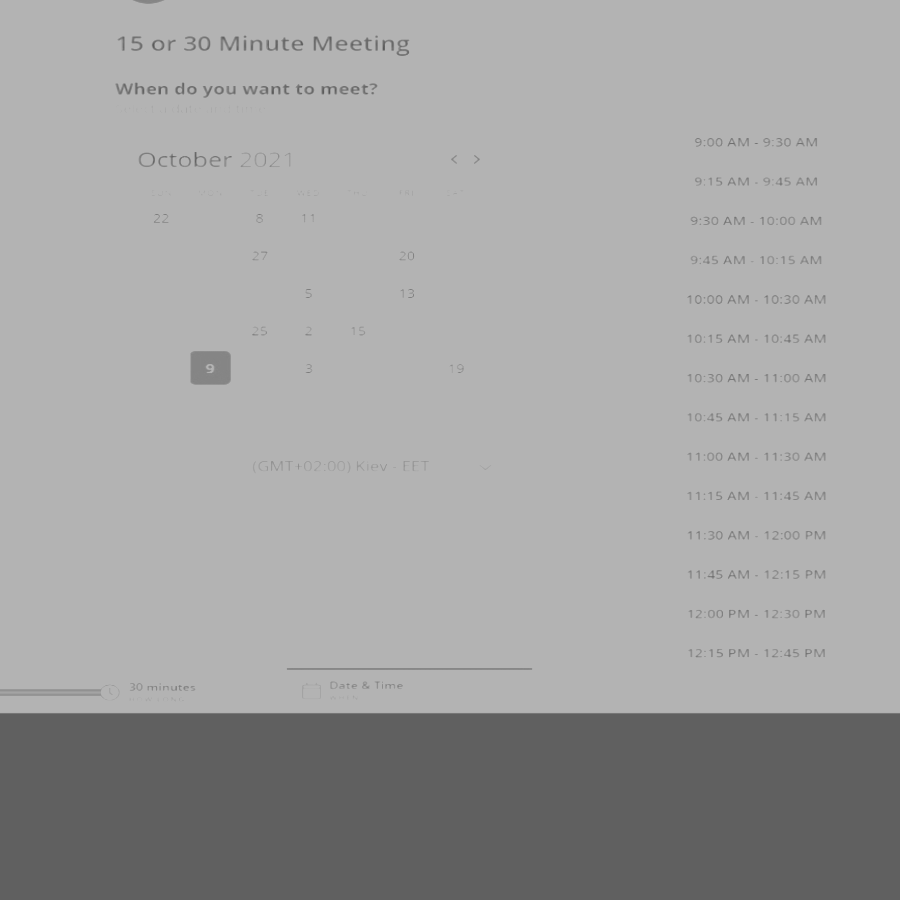 15 or 30 Minute Meeting
When do you want to meet?
October 2021
22 8 11
27 20
5 13
25 2 15
9 3 19
(GMT+02:00) Kiev - EET
9:00 AM - 9:30 AM
9:15 AM - 9:45 AM
9:30 AM - 10:00 AM
9:45 AM - 10:15 AM
10:00 AM - 10:30 AM
10:15 AM - 10:45 AM
10:30 AM - 11:00 AM
10:45 AM - 11:15 AM
11:00 AM - 11:30 AM
11:15 AM - 11:45 AM
11:30 AM - 12:00 PM
11:45 AM - 12:15 PM
12:00 PM - 12:30 PM
12:15 PM - 12:45 PM
30 minutes
Date & Time